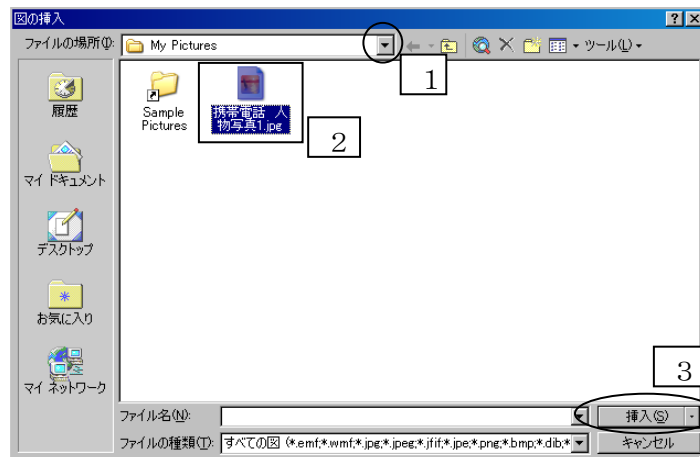 図の挿入
ファイルの場所(I):
My Pictures
ツール(L)
1
履歴
マイ ドキュメント
デスクトップ
お気に入り
マイ ネットワーク
Sample
Pictures
携帯電話 人
物写真1.jpg
2
3
ファイル名(N):
挿入(S)
ファイルの種類(T):
すべての図 (*.emf;*.wmf;*.jpg;*.jpeg;*.jfif;*.jpe;*.png;*.bmp;*.dib;*
キャンセル